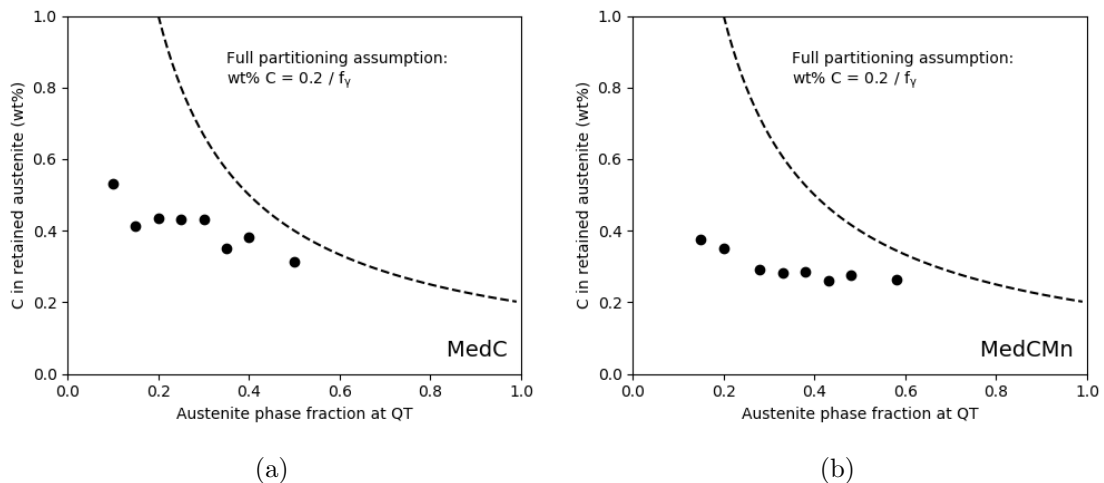 1.0
0.8
0.6
0.4
0.2
0.0
C in retained austenite (wt%)
Full partitioning assumption:
wt% C = 0.2 / fγ
MedC
0.0 0.2 0.4 0.6 0.8 1.0
Austenite phase fraction at QT
(a)
1.0
0.8
0.6
0.4
0.2
0.0
C in retained austenite (wt%)
Full partitioning assumption:
wt% C = 0.2 / fγ
MedCMn
0.0 0.2 0.4 0.6 0.8 1.0
Austenite phase fraction at QT
(b)